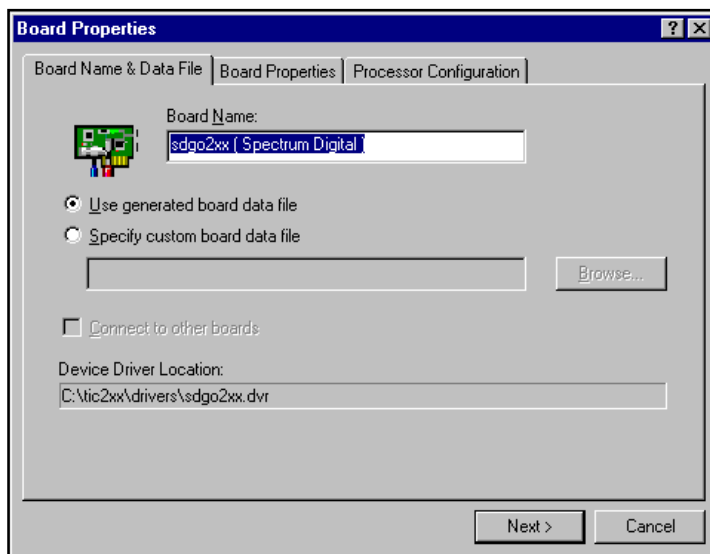 Board Properties
Board Name & Data File Board Properties Processor Configuration
Board Name:
sdgo2xx ( Spectrum Digital )
Use generated board data file
Specify custom board data file
Browse...
Connect to other boards
Device Driver Location:
C:\tic2xx\drivers\sdgo2xx.dvr
Next > Cancel